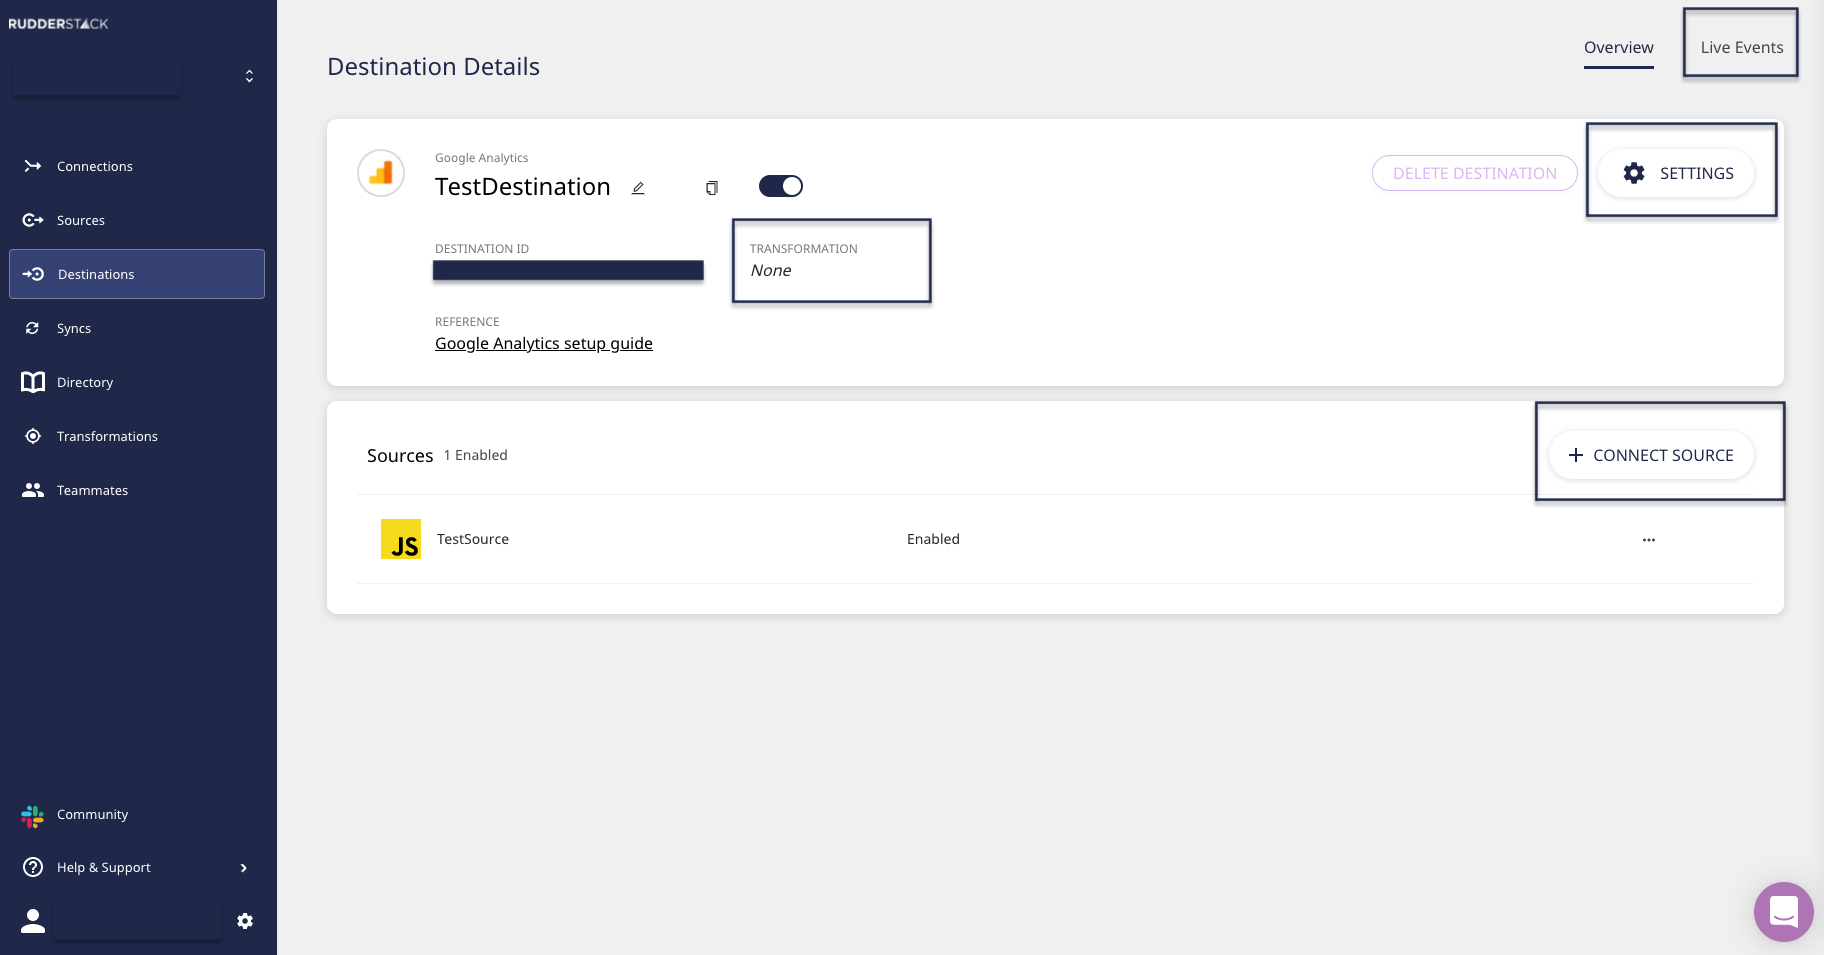 RUDDERSTACK
Connections
Sources
Destinations
Syncs
Directory
Transformations
Teammates
Community
Help & Support
Destination Details
Overview
Live Events
Google Analytics
TestDestination
DELETE DESTINATION
SETTINGS
DESTINATION ID
TRANSFORMATION
None
REFERENCE
Google Analytics setup guide
Sources 1 Enabled
CONNECT SOURCE
JS TestSource Enabled